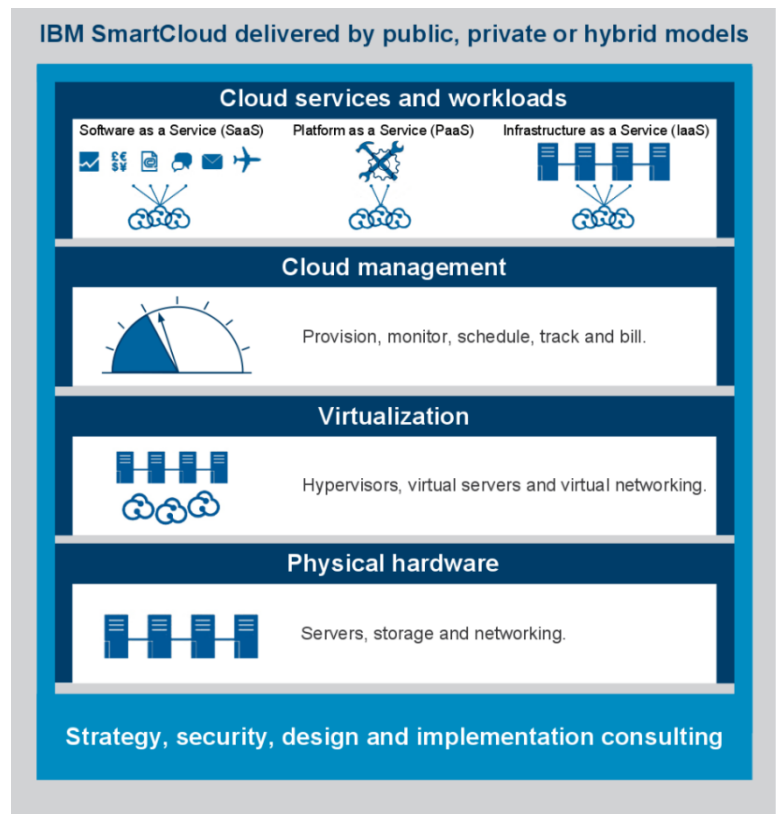 IBM SmartCloud delivered by public, private or hybrid models
Cloud services and workloads
Software as a Service (SaaS)
Platform as a Service (PaaS)
Infrastructure as a Service (IaaS)
£€
$¥
@
Cloud management
Provision, monitor, schedule, track and bill.
Virtualization
Hypervisors, virtual servers and virtual networking.
Physical hardware
Servers, storage and networking.
Strategy, security, design and implementation consulting